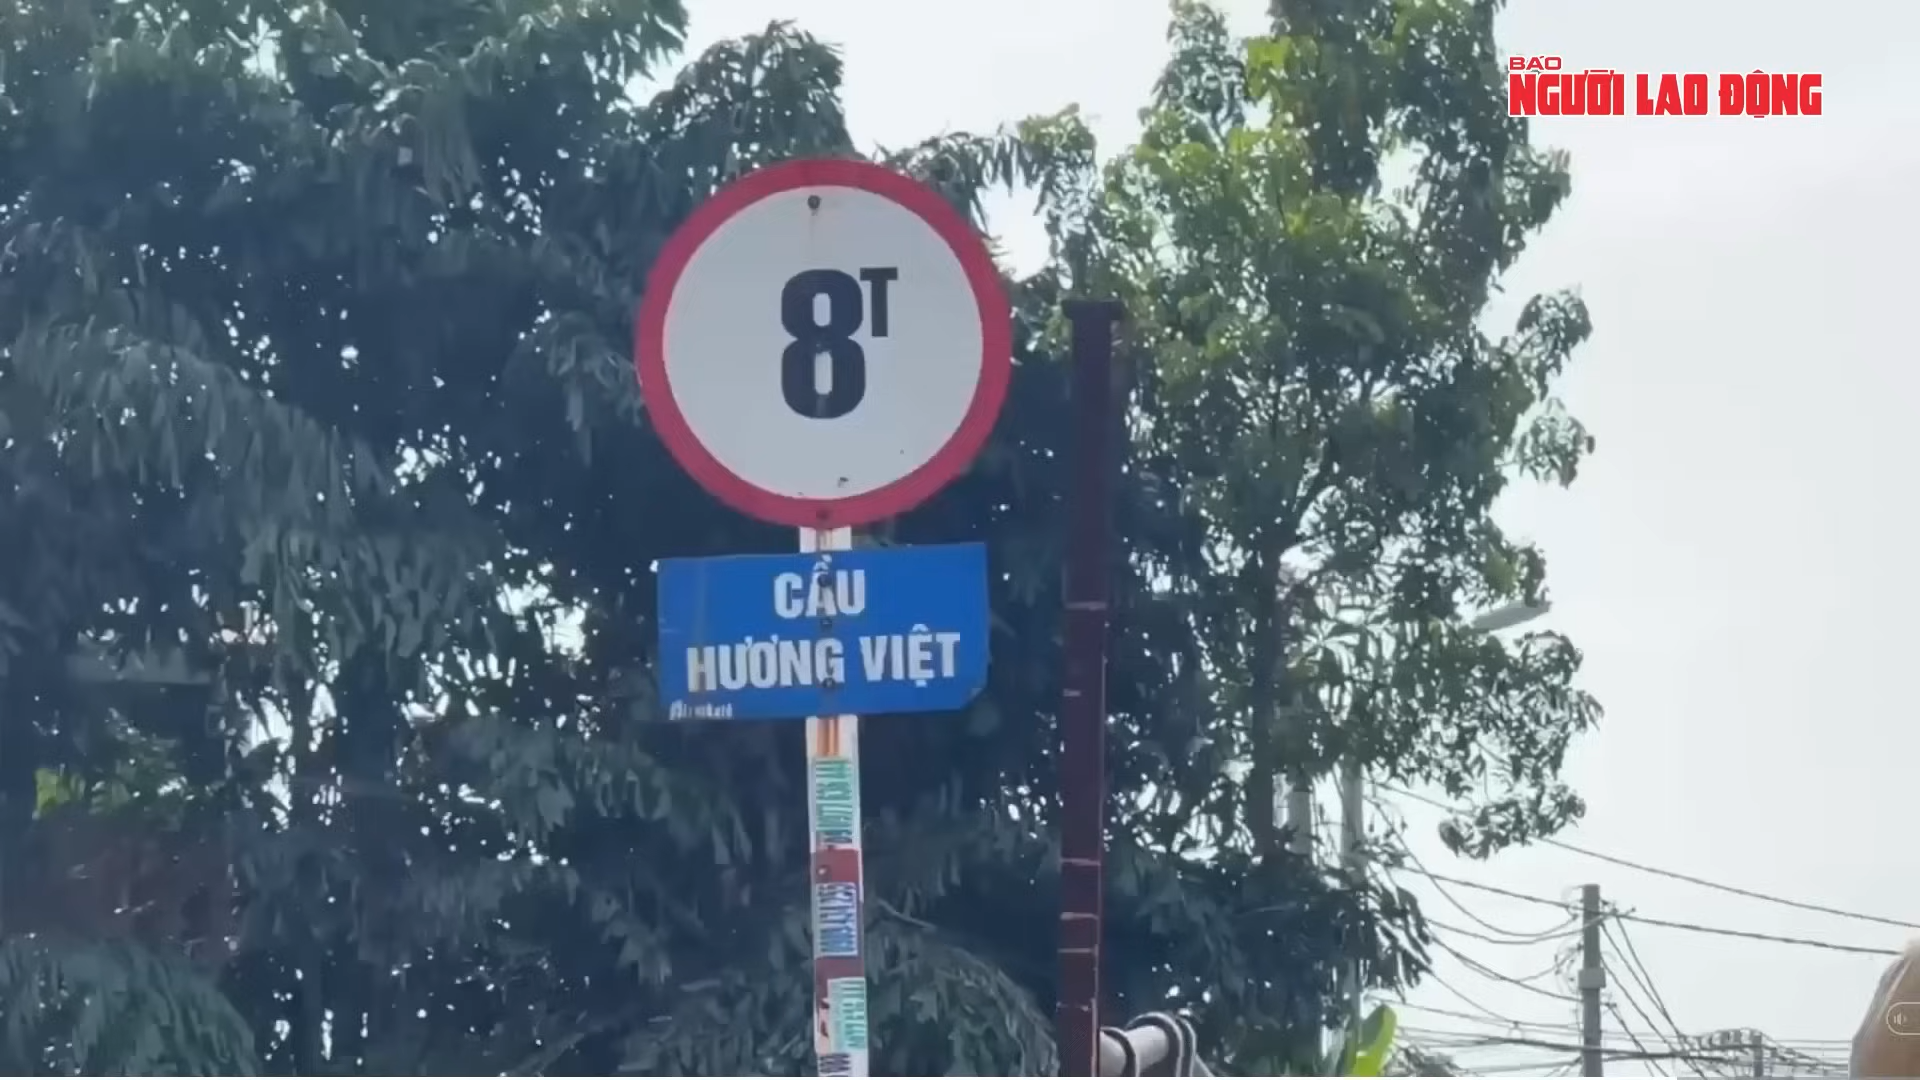 BÁO
NGƯỜI LAO ĐỘNG
8T
CẦU
HƯƠNG VIỆT